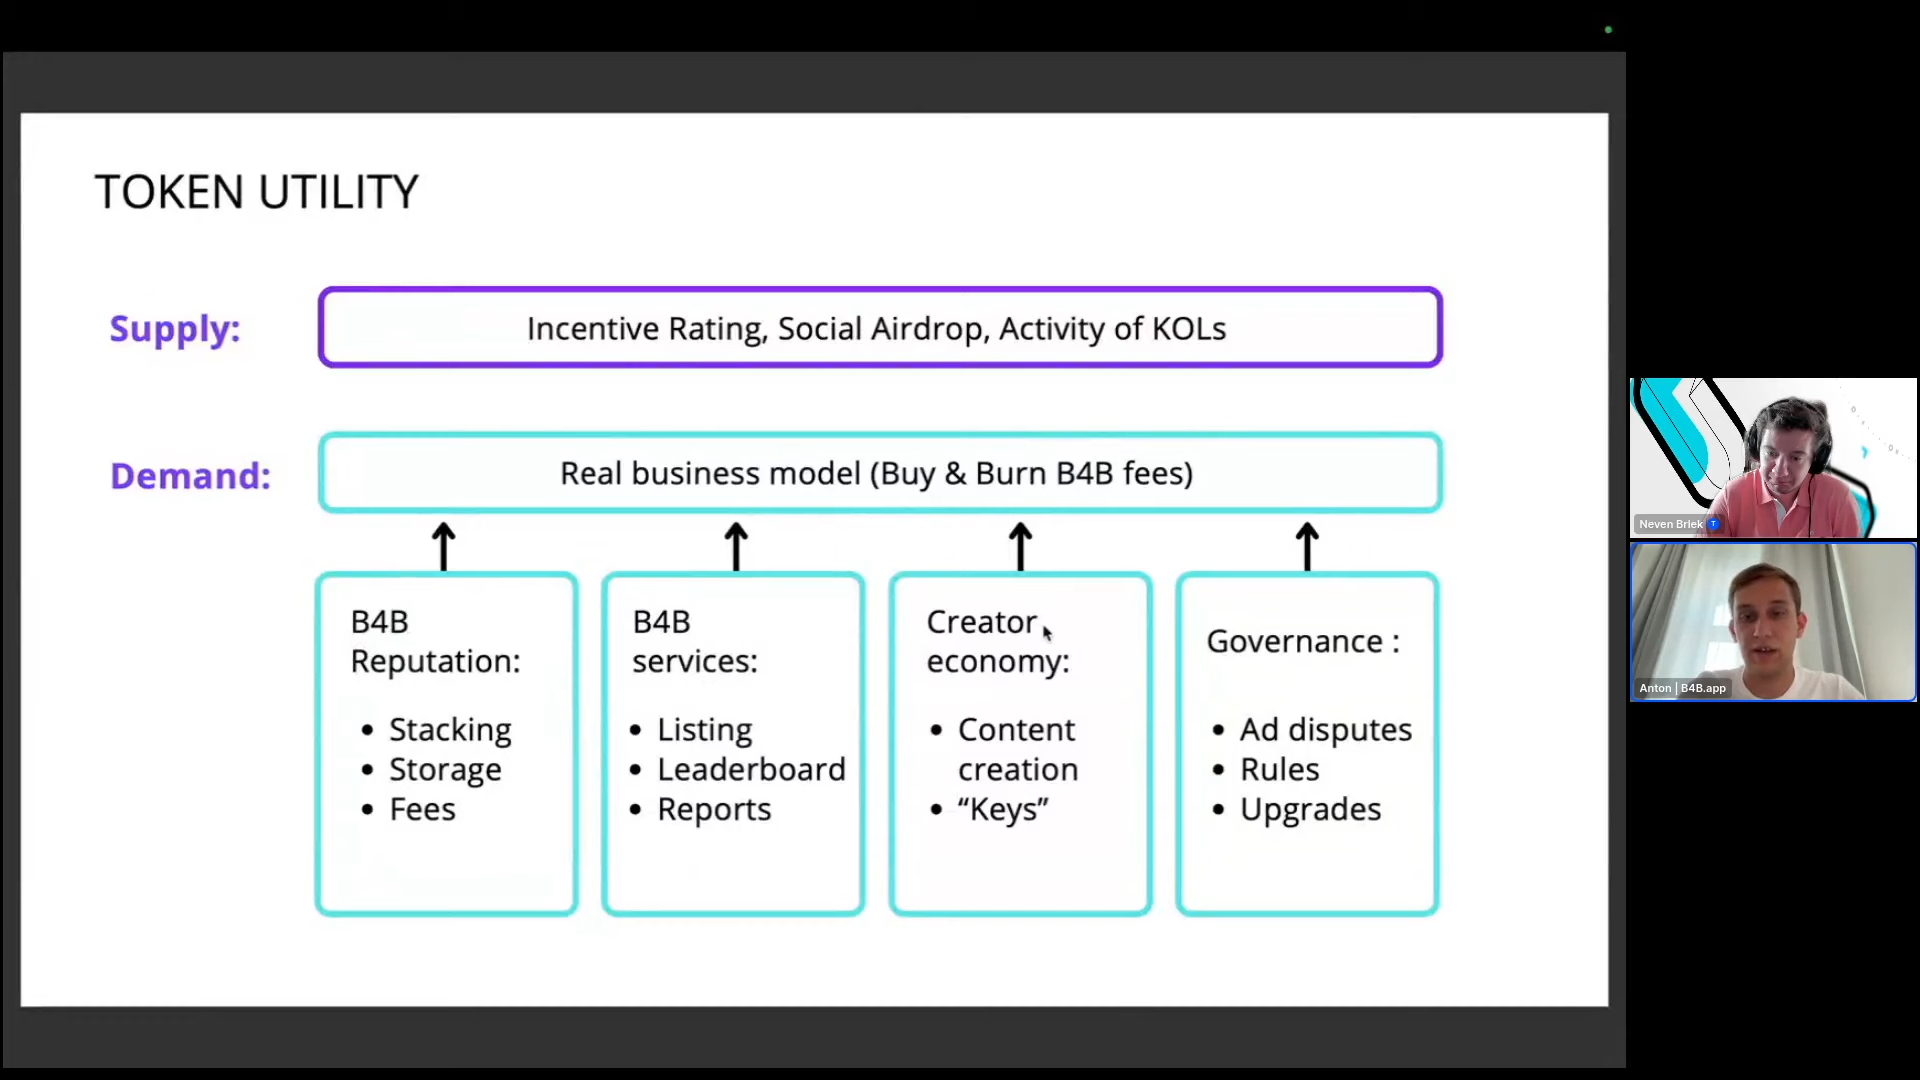 TOKEN UTILITY
Supply:
Incentive Rating, Social Airdrop, Activity of KOLs
Demand:
Real business model (Buy & Burn B4B fees)
B4B
Reputation:
• Stacking
• Storage
• Fees
B4B
services:
• Listing
• Leaderboard
• Reports
Creator
economy:
• Content
creation
• “Keys”
Governance :
• Ad disputes
• Rules
• Upgrades
Neven Briek
T
Anton | B4B.app